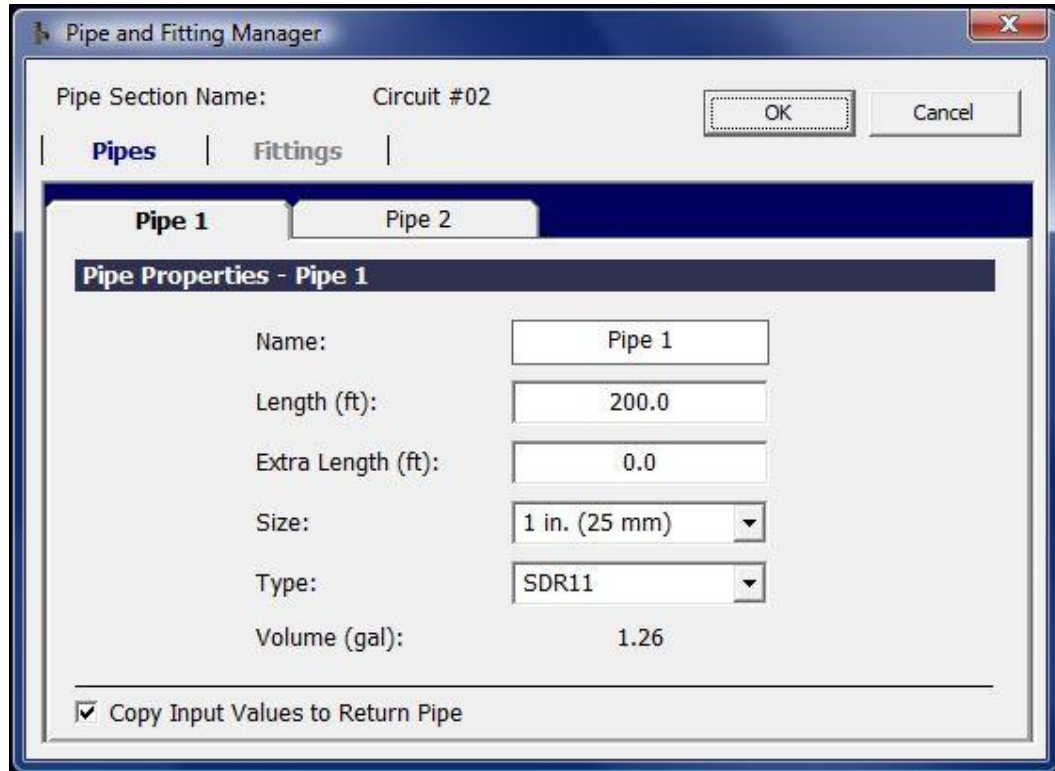 Pipe and Fitting Manager
Pipe Section Name: Circuit #02
OK Cancel
Pipes Fittings
Pipe 1 Pipe 2
Pipe Properties - Pipe 1
Name: Pipe 1
Length (ft): 200.0
Extra Length (ft): 0.0
Size: 1 in. (25 mm)
Type: SDR11
Volume (gal): 1.26
Copy Input Values to Return Pipe